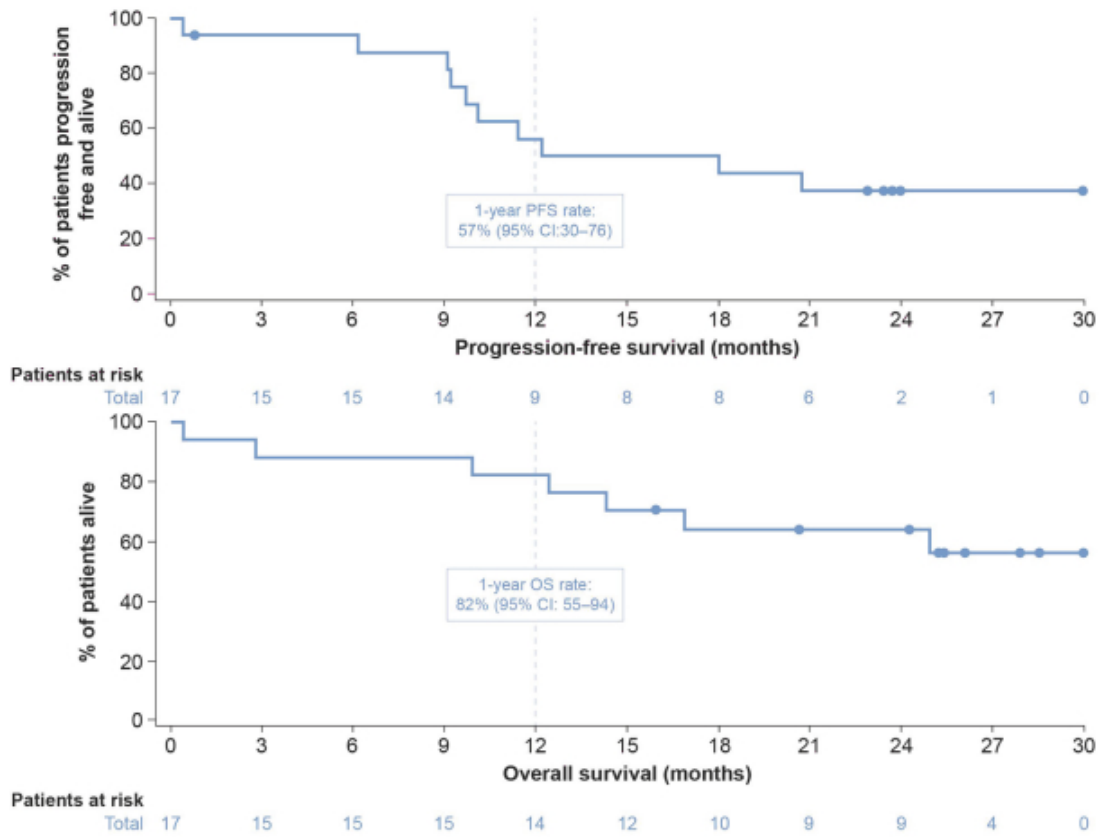 100
80
60
40
20
0
% of patients progression
free and alive
1-year PFS rate:
57% (95% CI:30–76)
0 3 6 9 12 15 18 21 24 27 30
Progression-free survival (months)
Patients at risk
Total 17 15 15 14 9 8 8 6 2 1 0
100
80
60
40
20
0
% of patients alive
1-year OS rate:
82% (95% CI: 55–94)
0 3 6 9 12 15 18 21 24 27 30
Overall survival (months)
Patients at risk
Total 17 15 15 15 14 12 10 9 9 4 0